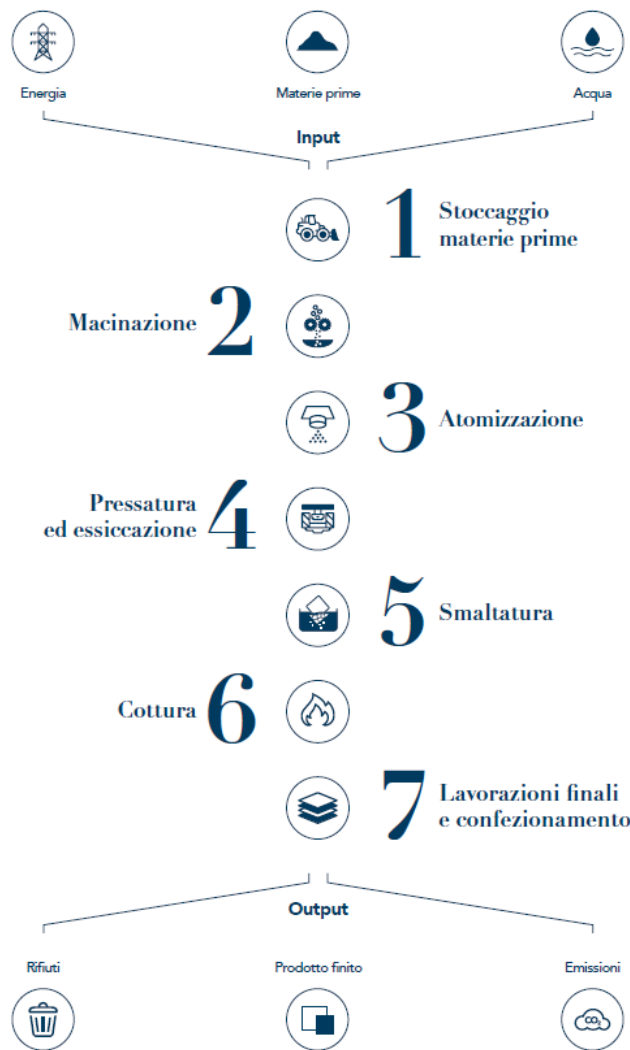 Energia
Materie prime
Acqua
Input
1
Stoccaggio
materie prime
Macinazione
2
3
Atomizzazione
Pressatura
ed essiccazione
4
5
Smaltatura
Cottura
6
7
Lavorazioni finali
e confezionamento
Output
Rifiuti
Prodotto finito
Emissioni
CO₂